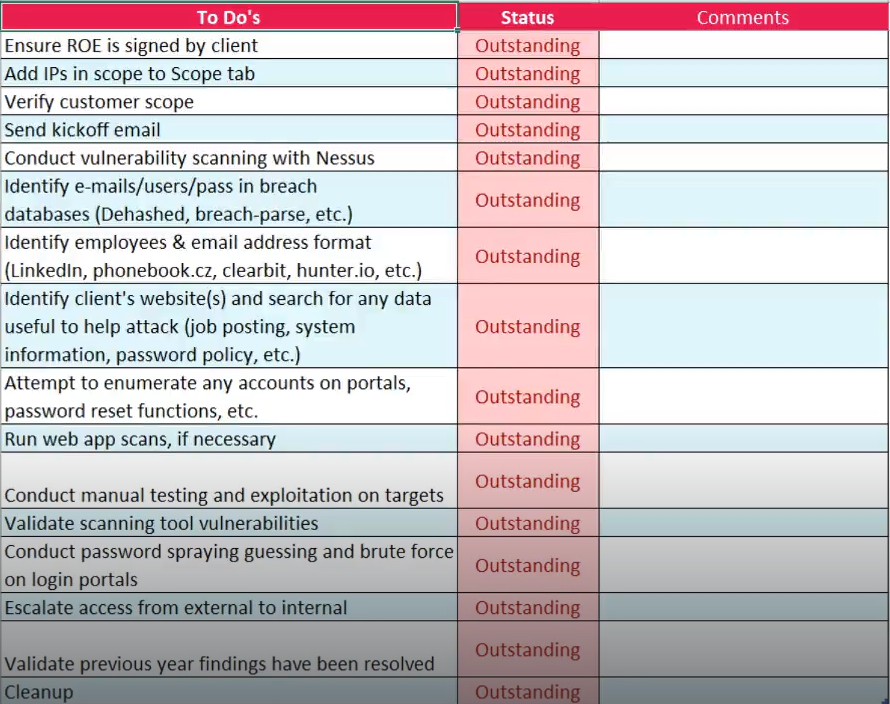 To Do's Status Comments
Ensure ROE is signed by client Outstanding
Add IPs in scope to Scope tab Outstanding
Verify customer scope Outstanding
Send kickoff email Outstanding
Conduct vulnerability scanning with Nessus Outstanding
Identify e-mails/users/pass in breach
databases (Dehashed, breach-parse, etc.) Outstanding
Identify employees & email address format
(LinkedIn, phonebook.cz, clearbit, hunter.io, etc.) Outstanding
Identify client's website(s) and search for any data
useful to help attack (job posting, system
information, password policy, etc.) Outstanding
Attempt to enumerate any accounts on portals,
password reset functions, etc. Outstanding
Run web app scans, if necessary Outstanding
Conduct manual testing and exploitation on targets Outstanding
Validate scanning tool vulnerabilities Outstanding
Conduct password spraying guessing and brute force
on login portals Outstanding
Escalate access from external to internal Outstanding
Validate previous year findings have been resolved Outstanding
Cleanup Outstanding